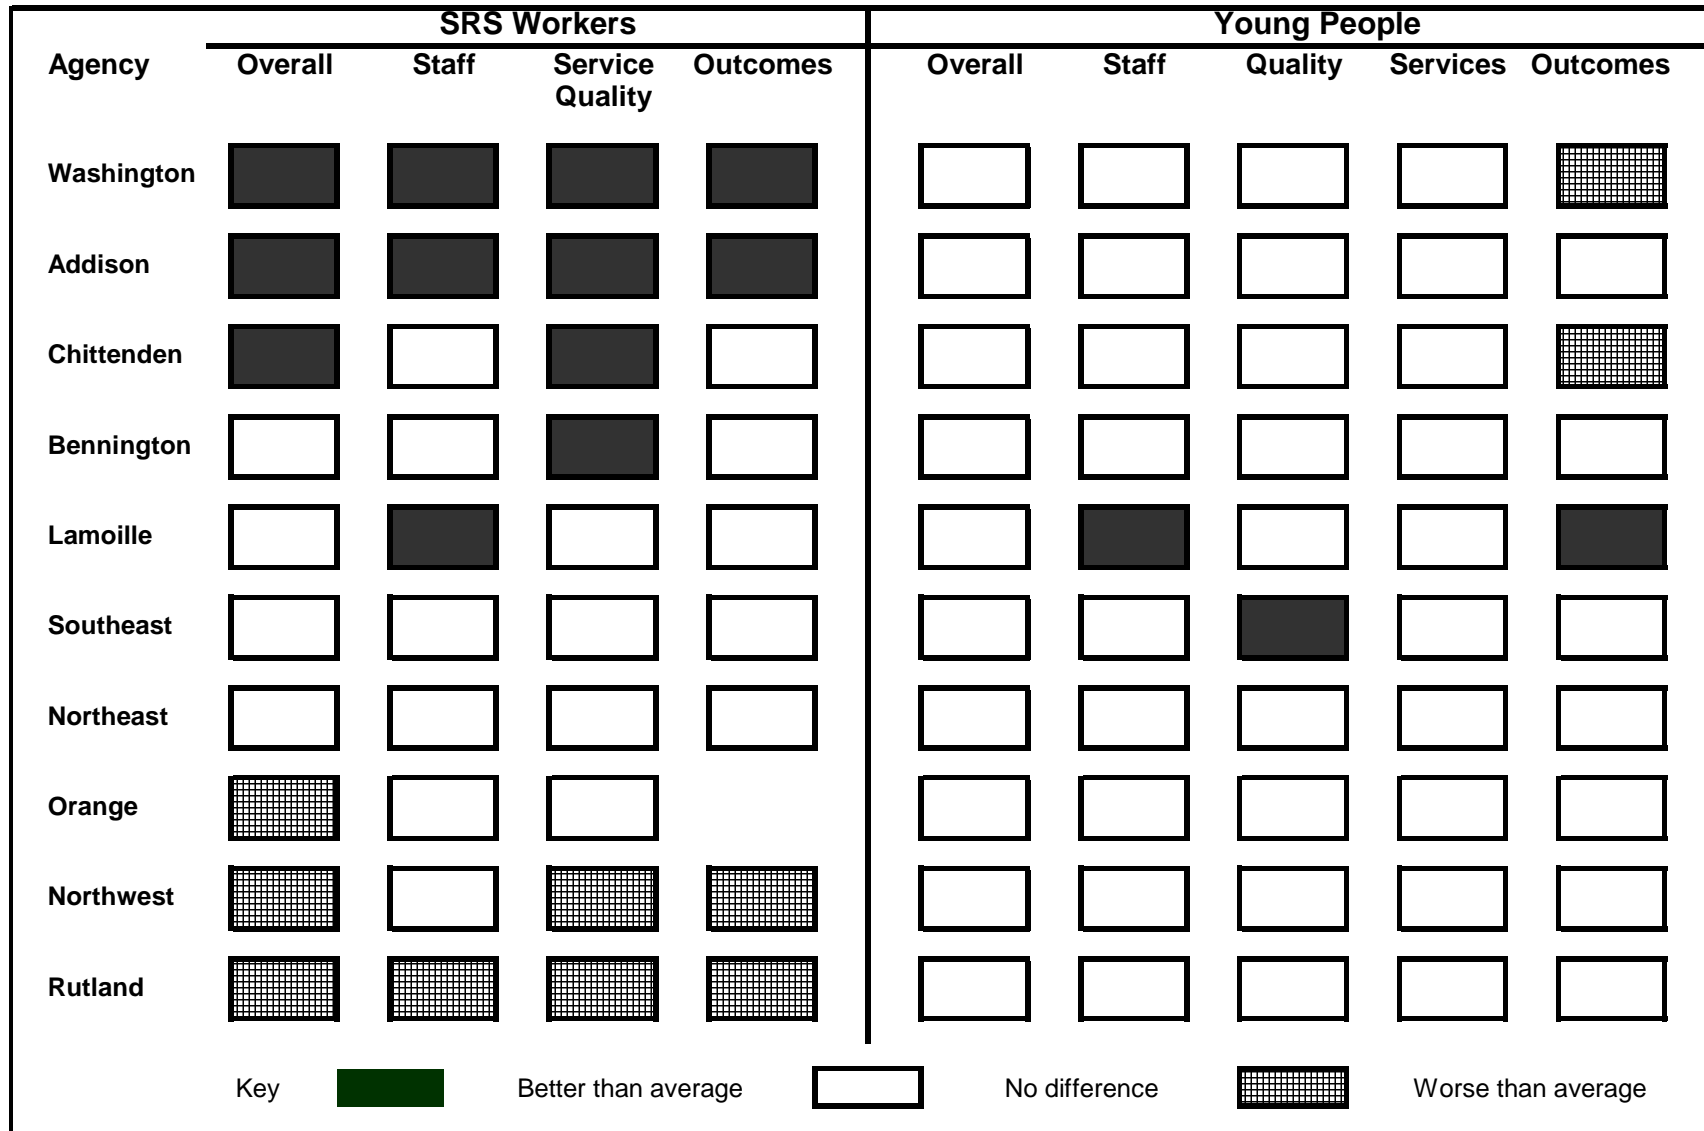 SRS Workers Young People
Agency Overall Staff Service Outcomes Overall Staff Quality Services Outcomes
Quality
Washington
Addison
Chittenden
Bennington
Lamoille
Southeast
Northeast
Orange
Northwest
Rutland
Key Better than average No difference Worse than average